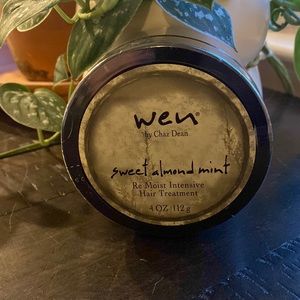 wen®
by Chaz Dean
sweet almond mint
Re Moist Intensive
Hair Treatment
4 OZ 112 g